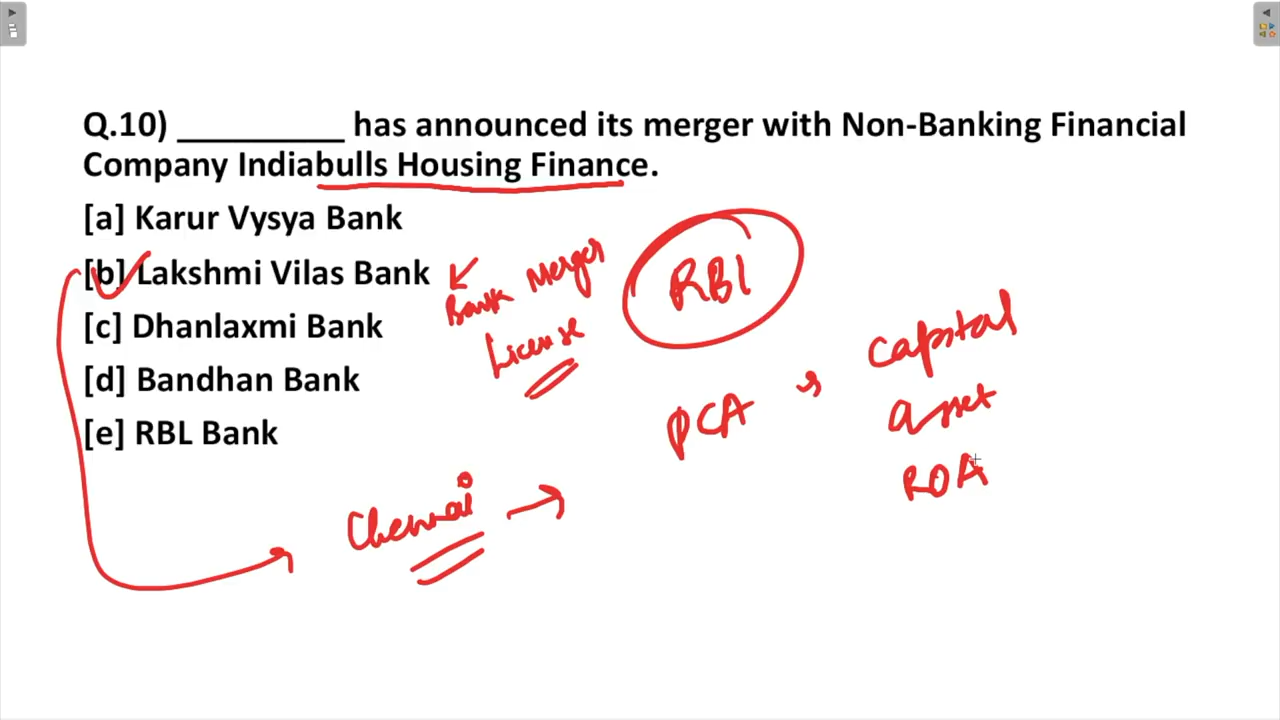 Q.10) __________ has announced its merger with Non-Banking Financial
Company Indiabulls Housing Finance.
[a] Karur Vysya Bank
[b] Lakshmi Vilas Bank
[c] Dhanlaxmi Bank
[d] Bandhan Bank
[e] RBL Bank
Bank Merger
License
RBI
PCA
Capital
asset
ROA
Chennai